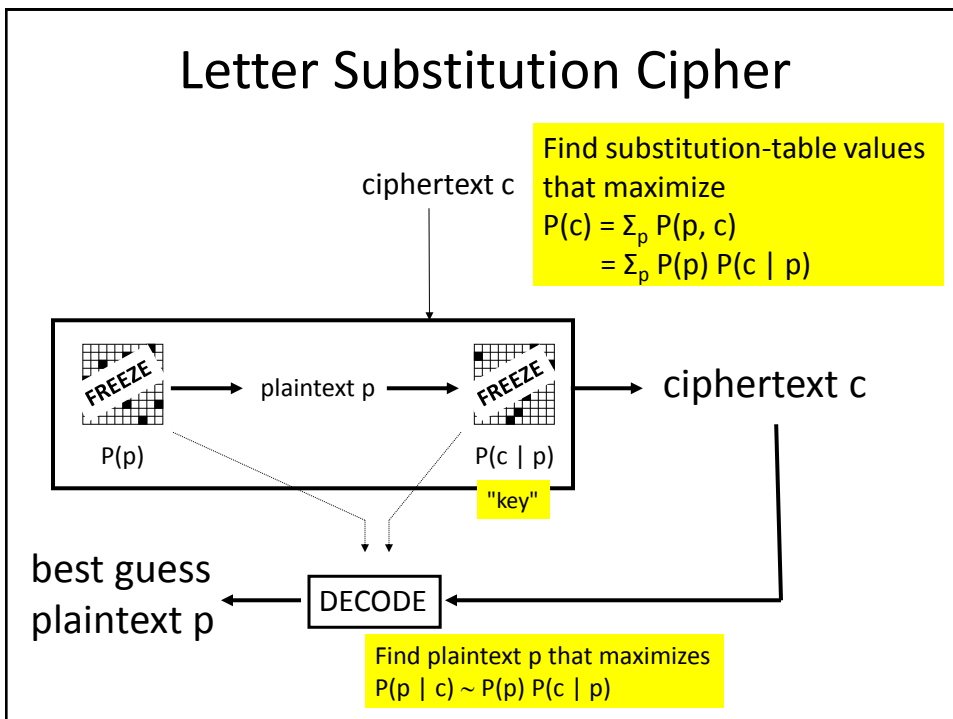 Letter Substitution Cipher
Find substitution-table values
that maximize
P(c) = Σp P(p, c)
= Σp P(p) P(c | p)
ciphertext c
FREEZE
plaintext p
FREEZE
ciphertext c
P(p)
P(c | p)
"key"
best guess
plaintext p
DECODE
Find plaintext p that maximizes
P(p | c) ~ P(p) P(c | p)